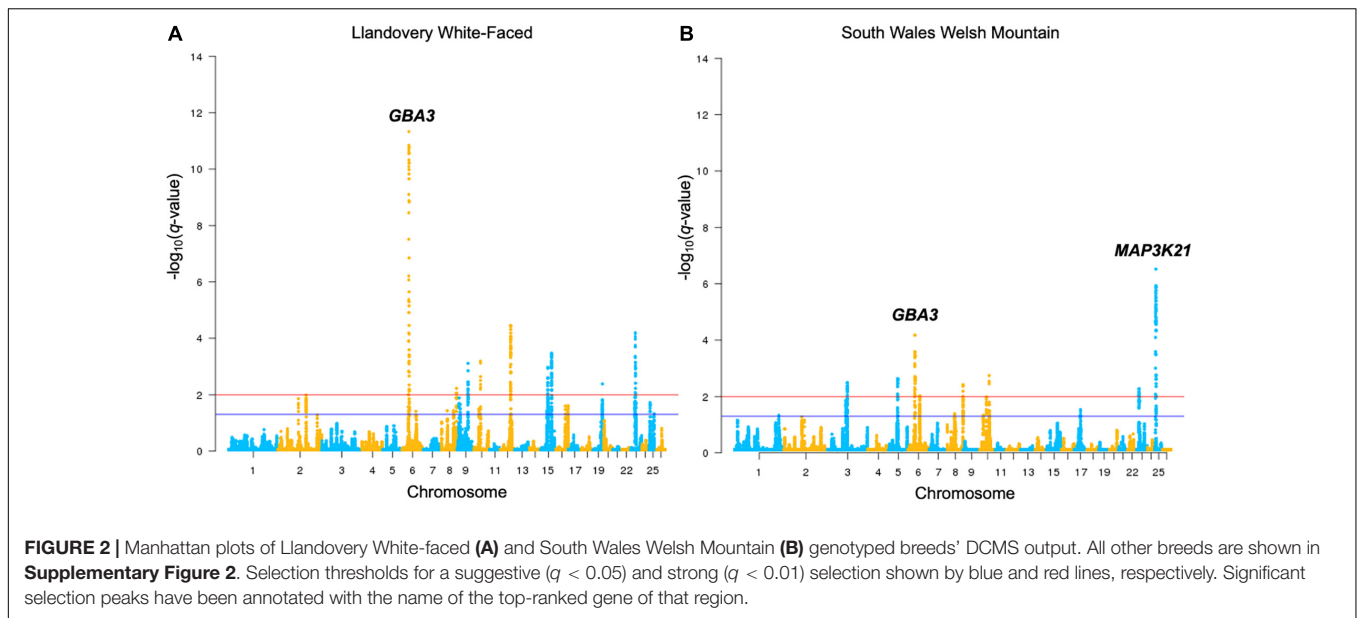 A
Llandovery White-Faced
14
12
10
8
6
4
2
0
-log10(q-value)
GBA3
1 2 3 4 5 6 7 8 9 11 13 15 17 19 22 25
Chromosome
B
South Wales Welsh Mountain
14
12
10
8
6
4
2
0
-log10(q-value)
MAP3K21
GBA3
1 2 3 4 5 6 7 8 9 11 13 15 17 19 22 25
Chromosome
FIGURE 2 | Manhattan plots of Llandovery White-faced (A) and South Wales Welsh Mountain (B) genotyped breeds' DCMS output. All other breeds are shown in
Supplementary Figure 2. Selection thresholds for a suggestive (q < 0.05) and strong (q < 0.01) selection shown by blue and red lines, respectively. Significant
selection peaks have been annotated with the name of the top-ranked gene of that region.